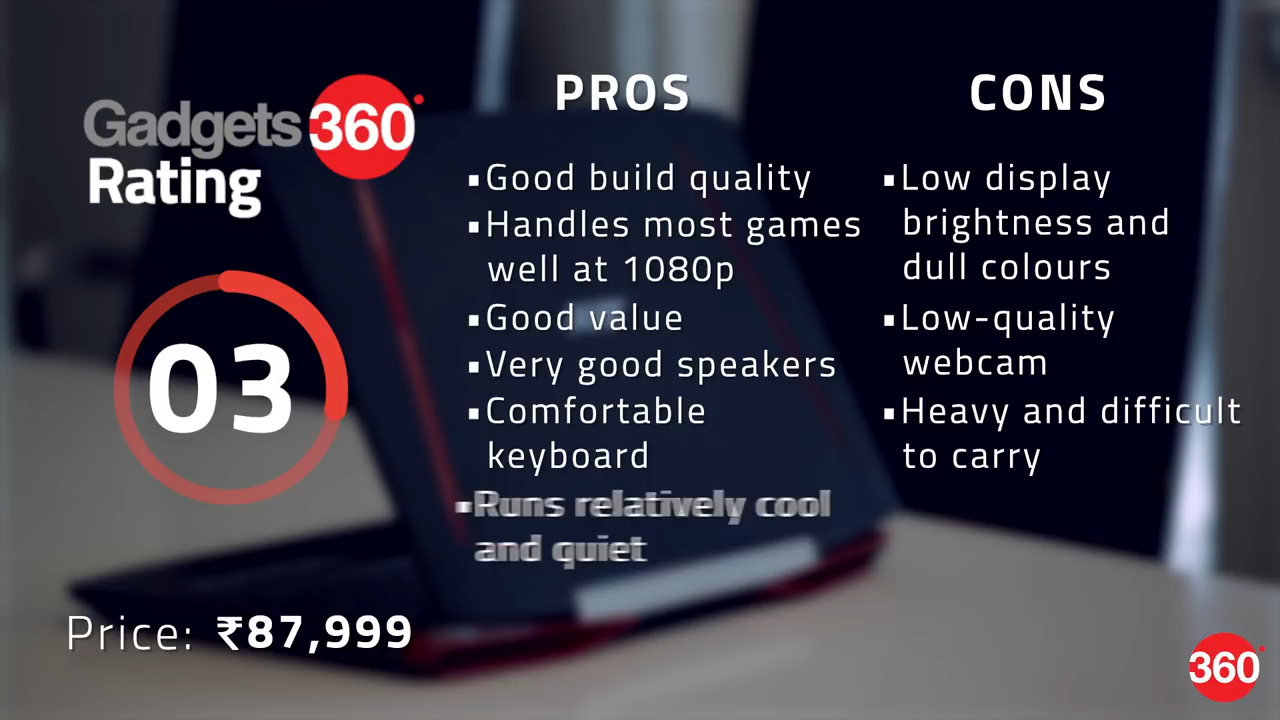 Gadgets 360
Rating
03
Price: ₹87,999
PROS
▪Good build quality
▪Handles most games
well at 1080p
▪Good value
▪Very good speakers
▪Comfortable
keyboard
▪Runs relatively cool
and quiet
CONS
▪Low display
brightness and
dull colours
▪Low-quality
webcam
▪Heavy and difficult
to carry
360